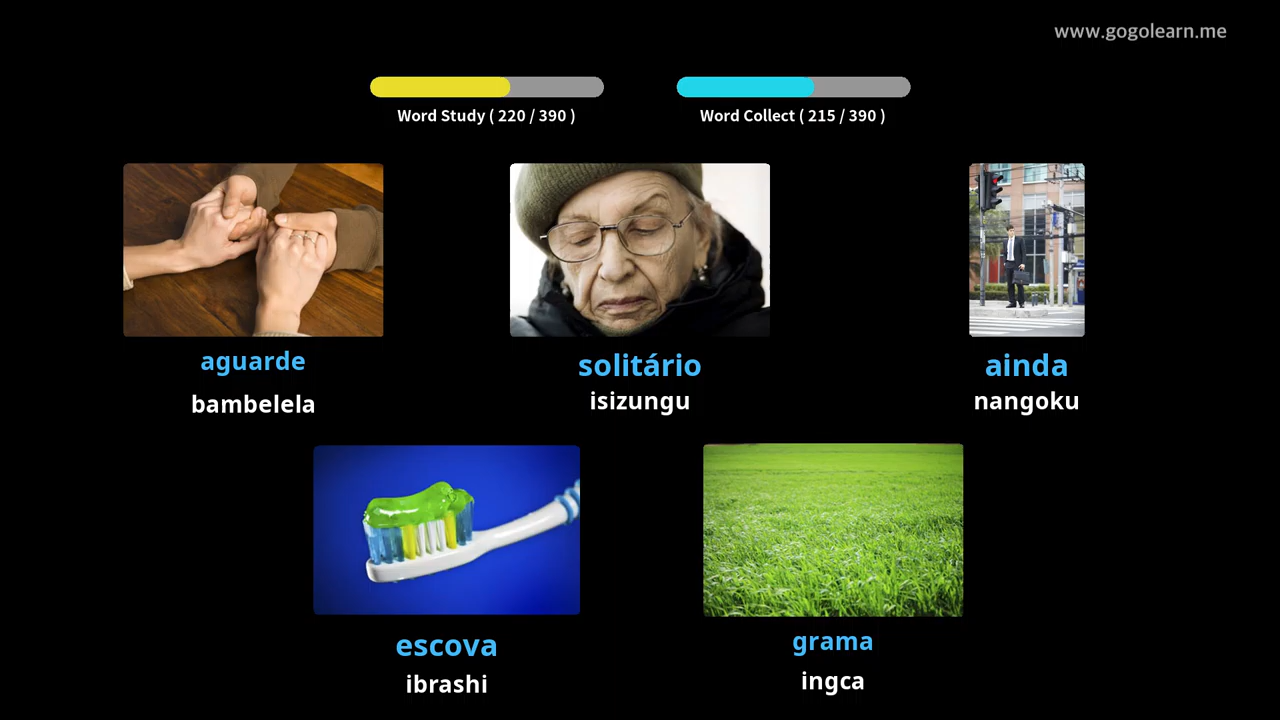 www.gogolearn.me
Word Study ( 220 / 390 )
Word Collect ( 215 / 390 )
aguarde
bambelela
solitário
isizungu
ainda
nangoku
escova
ibrashi
grama
ingca